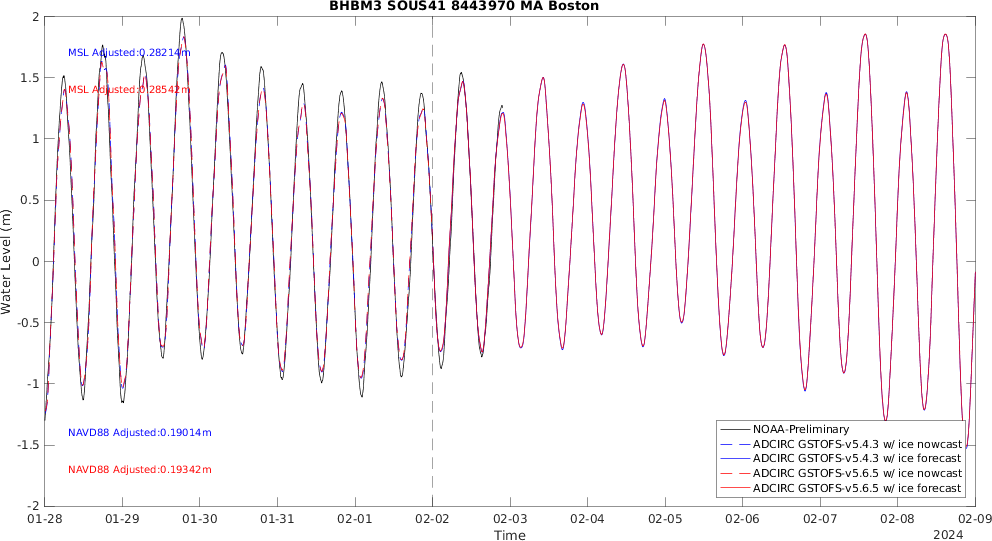 BHBM3 SOUS41 8443970 MA Boston
Water Level (m)
2
1.5
1
0.5
0
-0.5
-1
-1.5
-2
MSL Adjusted:0.28214m
MSL Adjusted:0.28542m
NAVD88 Adjusted:0.19014m
NAVD88 Adjusted:0.19342m
NOAA-Preliminary
ADCIRC GSTOFS-v5.4.3 w/ ice nowcast
ADCIRC GSTOFS-v5.4.3 w/ ice forecast
ADCIRC GSTOFS-v5.6.5 w/ ice nowcast
ADCIRC GSTOFS-v5.6.5 w/ ice forecast
01-28 01-29 01-30 01-31 02-01 02-02 02-03 02-04 02-05 02-06 02-07 02-08 02-09
Time
2024